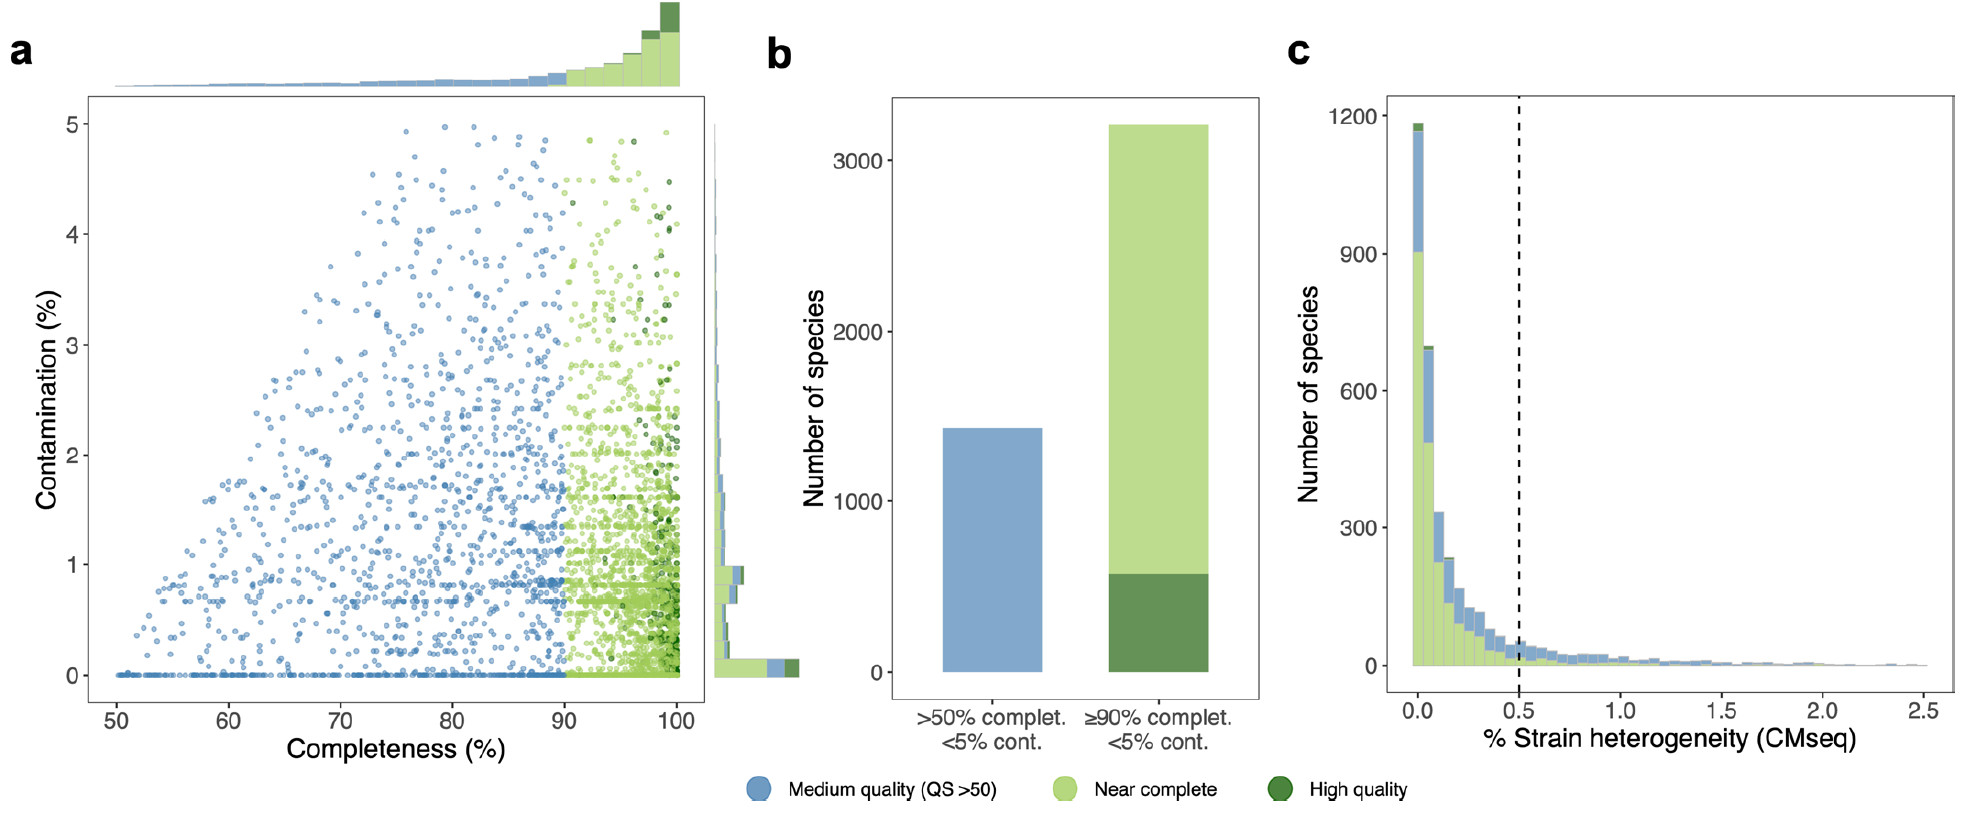 a
b
c
5
4
3
2
1
0
Contamination (%)
50 60 70 80 90 100
Completeness (%)
3000
2000
1000
0
Number of species
>50% complet. ≥90% complet.
<5% cont. <5% cont.
1200
900
600
300
0
Number of species
0.0 0.5 1.0 1.5 2.0 2.5
% Strain heterogeneity (CMseq)
Medium quality (QS >50) Near complete High quality